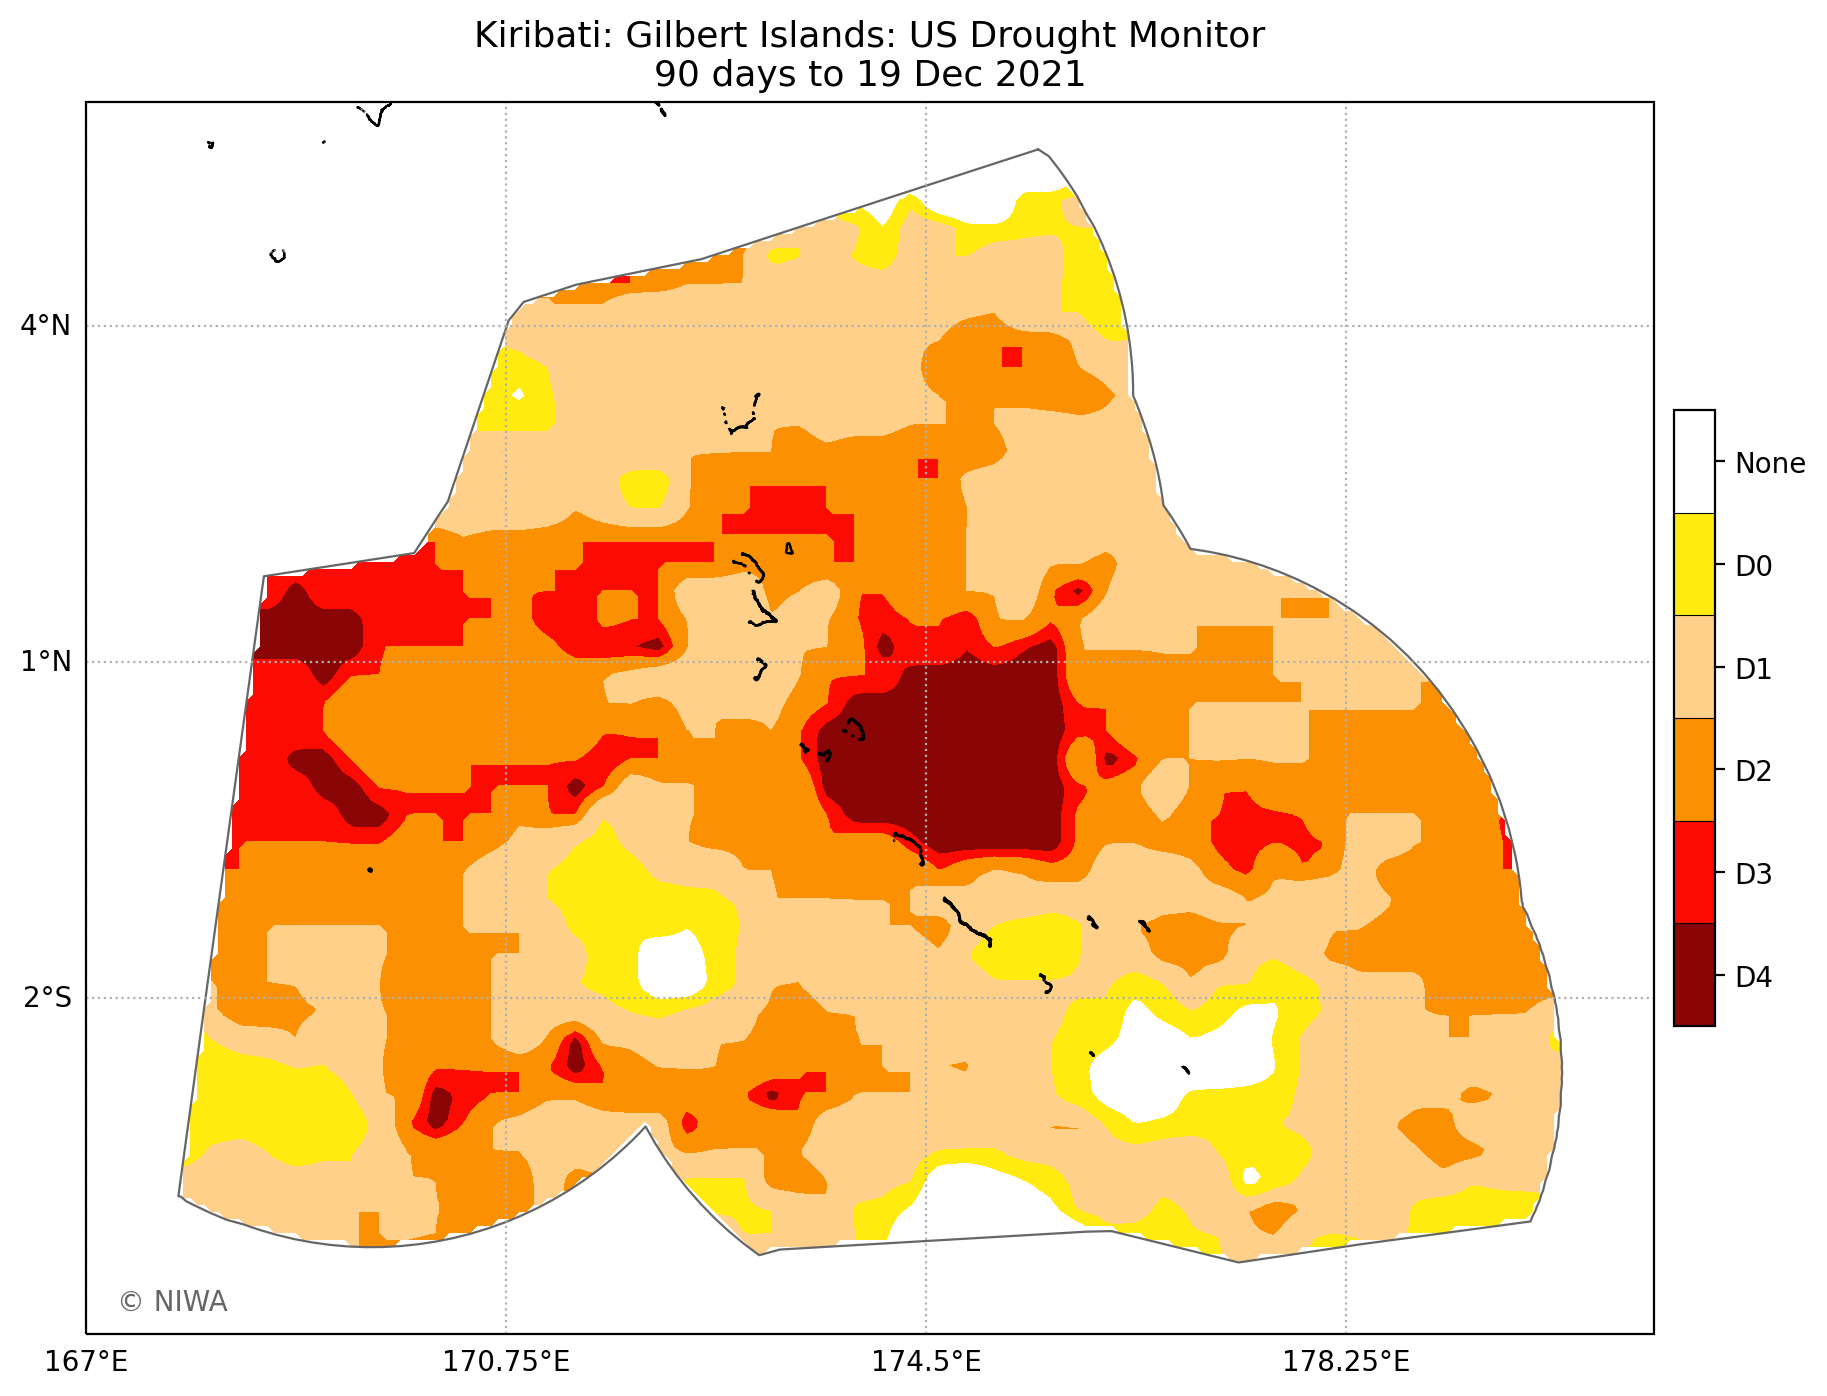 Kiribati: Gilbert Islands: US Drought Monitor
90 days to 19 Dec 2021
4°N
1°N
2°S
167°E
170.75°E
174.5°E
178.25°E
None
D0
D1
D2
D3
D4
© NIWA